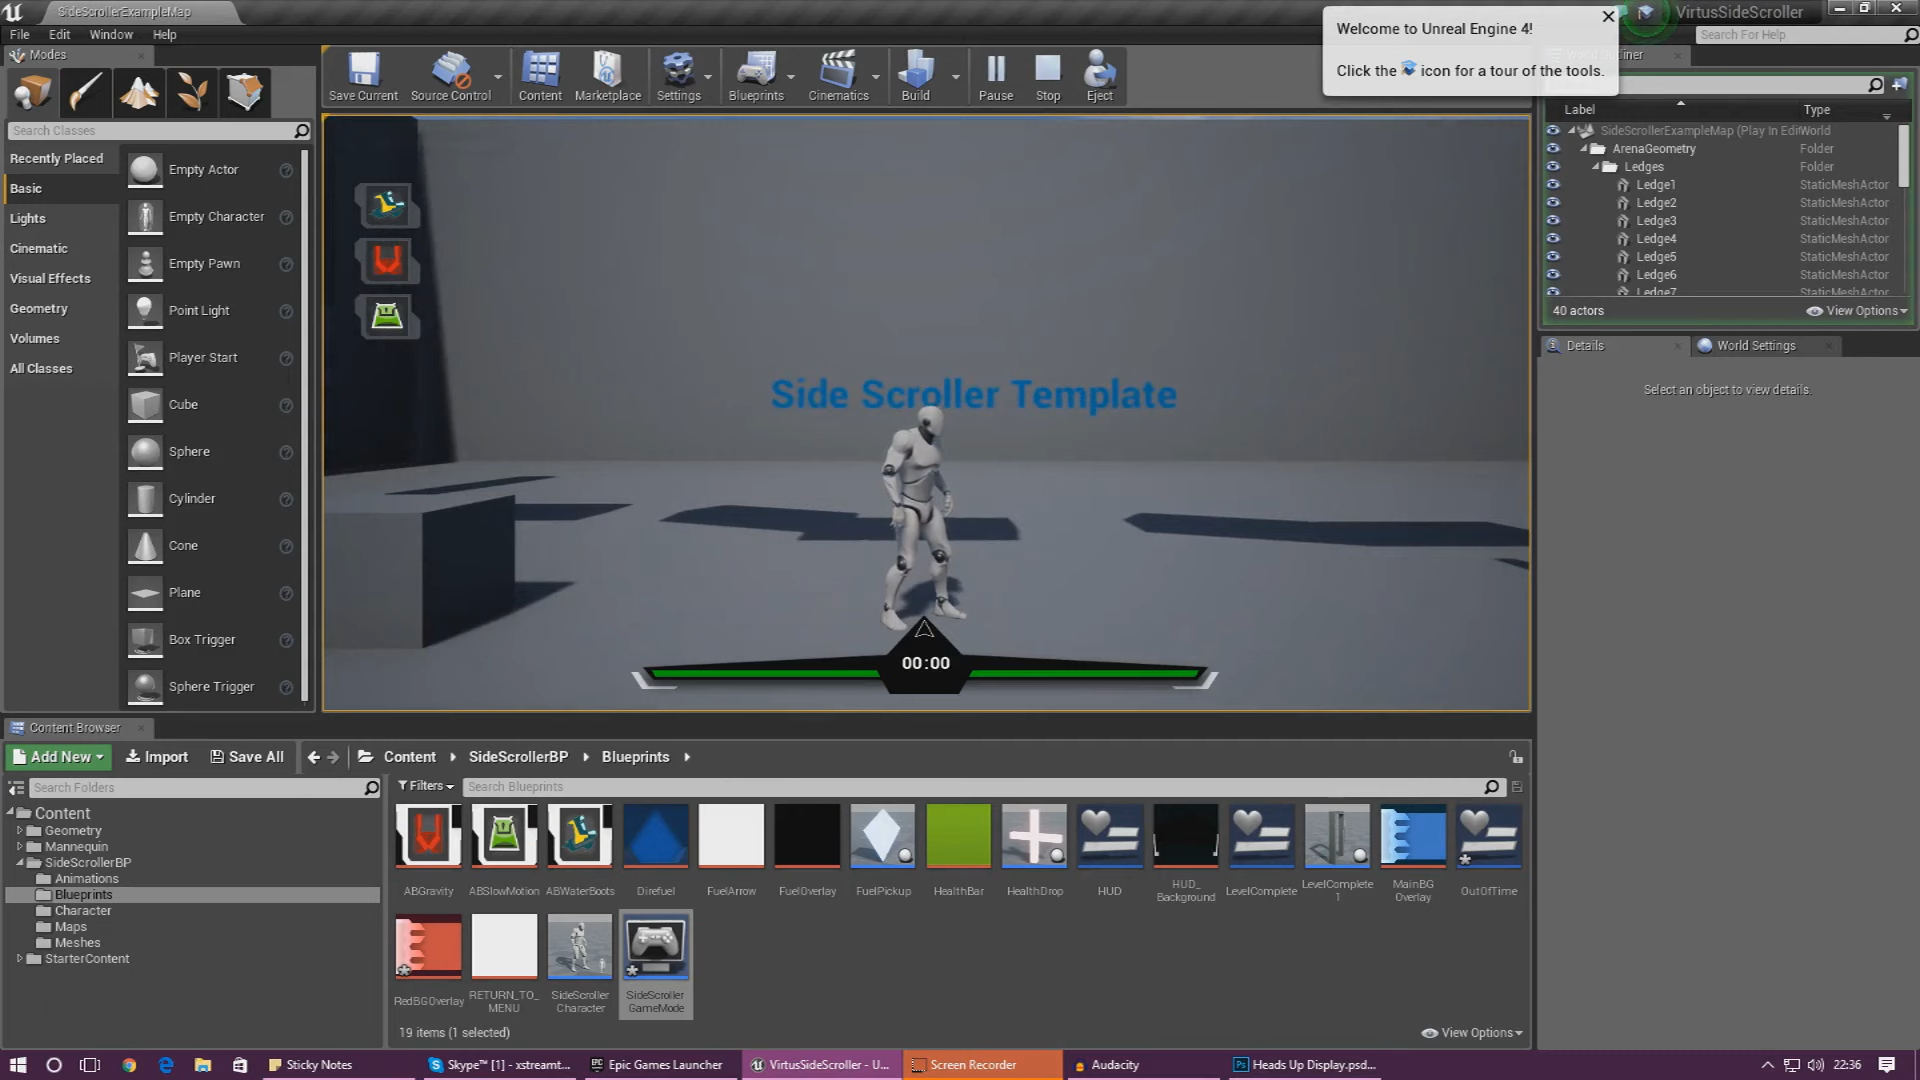 SideScrollerExampleMap
VirtusSideScroller
File Edit Window Help
Search For Help
Welcome to Unreal Engine 4!
Click the icon for a tour of the tools.
Modes
Save Current
Source Control
Content
Marketplace
Settings
Blueprints
Cinematics
Build
Pause
Stop
Eject
Search Classes
Recently Placed
Basic
Lights
Cinematic
Visual Effects
Geometry
Volumes
All Classes
Empty Actor
Empty Character
Empty Pawn
Point Light
Player Start
Cube
Sphere
Cylinder
Cone
Plane
Box Trigger
Sphere Trigger
Side Scroller Template
00:00
Label Type
SideScrollerExampleMap (Play In Edi World
ArenaGeometry Folder
Ledges Folder
Ledge1 StaticMeshActor
Ledge2 StaticMeshActor
Ledge3 StaticMeshActor
Ledge4 StaticMeshActor
Ledge5 StaticMeshActor
Ledge6 StaticMeshActor
Ledge7 StaticMeshActor
40 actors View Options
Details World Settings
Select an object to view details.
Content Browser
Add New Import Save All Content SideScrollerBP Blueprints
Search Folders
Filters Search Blueprints
Content
Geometry
Mannequin
SideScrollerBP
Animations
Blueprints
Character
Maps
Meshes
StarterContent
ABGravity ABSlowMotion ABWaterBoots Direfuel FuelArrow FuelOverlay FuelPickup HealthBar HealthDrop HUD HUD_ LevelComplete LevelComplete MainBG OutOfTime
Background 1 Overlay
RedBGOverlay RETURN_TO_ SideScroller SideScroller
MENU Character GameMode
19 items (1 selected)
View Options
Sticky Notes
Skype™ [1] - xstreamt...
Epic Games Launcher
VirtusSideScroller - U...
Screen Recorder
Audacity
Heads Up Display.psd...
22:36